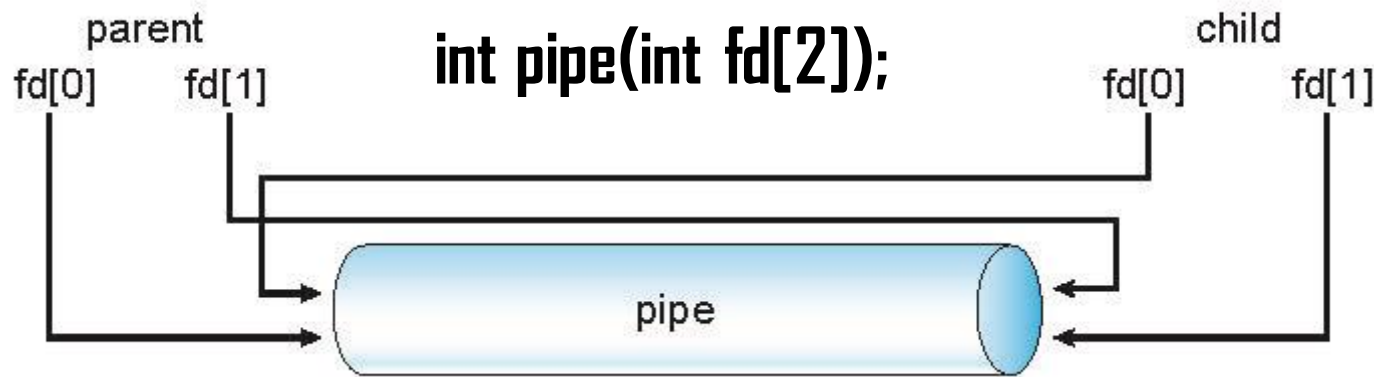 parent
int pipe(int fd[2]);
child
fd[0] fd[1]
fd[0] fd[1]
pipe